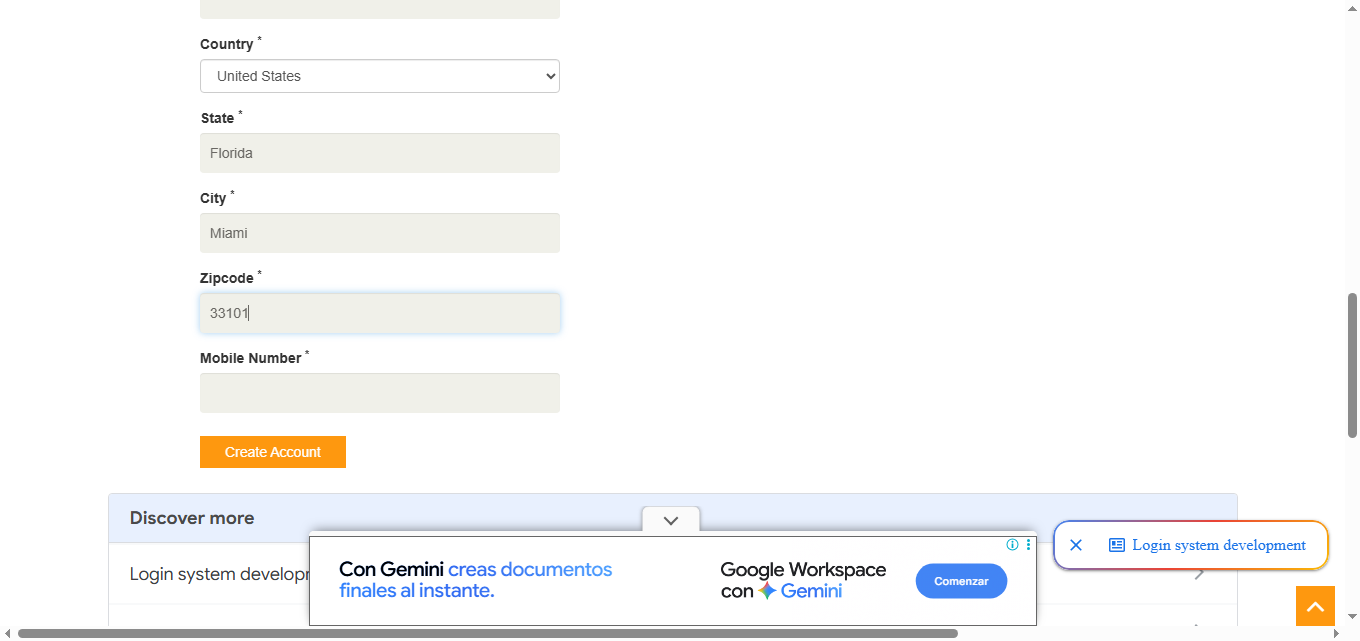 Country *
United States
State *
Florida
City *
Miami
Zipcode *
33101
Mobile Number *
Create Account
Discover more
Login system developm
Con Gemini creas documentos
finales al instante.
Google Workspace
con Gemini
Comenzar
Login system development